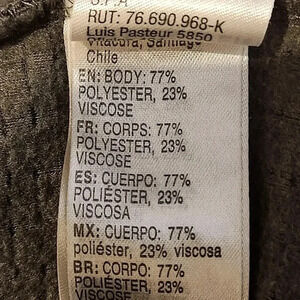 S.P.A
RUT: 76.690.968-K
Luis Pasteur 5850
Vitacura, Santiago
Chile
EN: BODY: 77%
POLYESTER, 23%
VISCOSE
FR: CORPS: 77%
POLYESTER, 23%
VISCOSE
ES: CUERPO: 77%
POLIÉSTER, 23%
VISCOSA
MX: CUERPO: 77%
poliéster, 23% viscosa
BR: CORPO: 77%
POLIÉSTER, 23%
VISCOSE